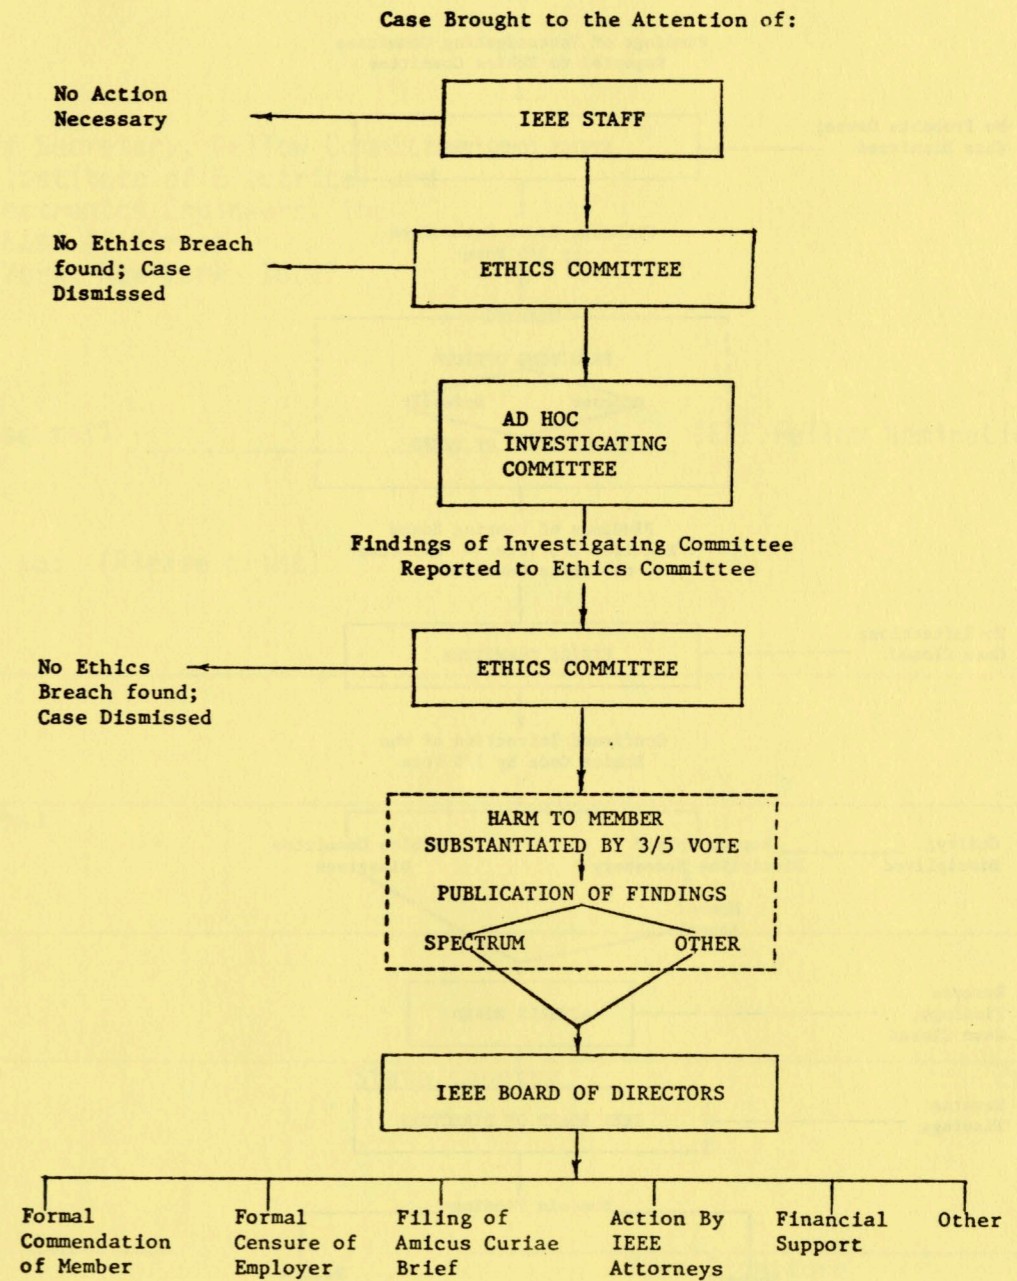 Case Brought to the Attention of:
No Action
Necessary
IEEE STAFF
No Ethics Breach
found; Case
Dismissed
ETHICS COMMITTEE
AD HOC
INVESTIGATING
COMMITTEE
Findings of Investigating Committee
Reported to Ethics Committee
No Ethics
Breach found;
Case Dismissed
ETHICS COMMITTEE
HARM TO MEMBER
SUBSTANTIATED BY 3/5 VOTE
PUBLICATION OF FINDINGS
SPECTRUM
OTHER
IEEE BOARD OF DIRECTORS
Formal
Commendation
of Member
Formal
Censure of
Employer
Filing of
Amicus Curiae
Brief
Action By
IEEE
Attorneys
Financial
Support
Other